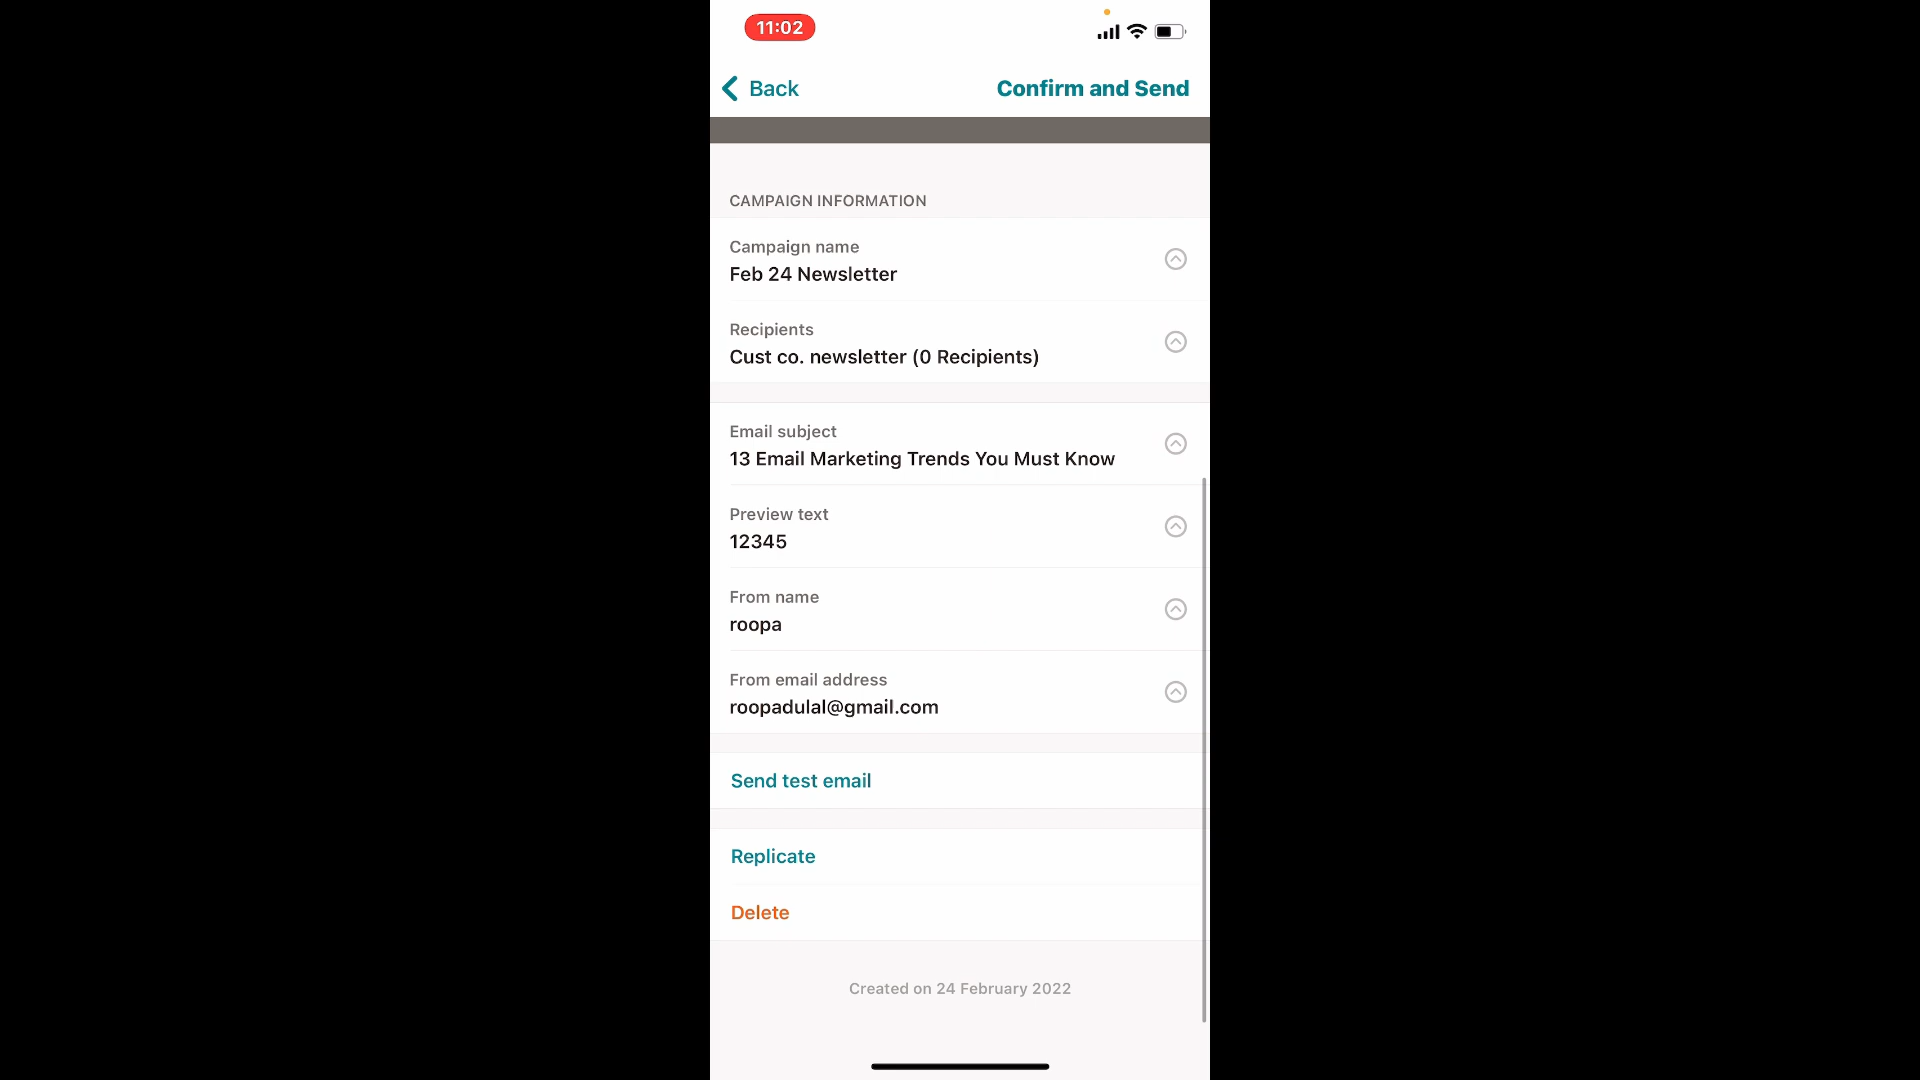 11:02
Back
Confirm and Send
CAMPAIGN INFORMATION
Campaign name
Feb 24 Newsletter
Recipients
Cust co. newsletter (0 Recipients)
Email subject
13 Email Marketing Trends You Must Know
Preview text
12345
From name
roopa
From email address
roopadulal@gmail.com
Send test email
Replicate
Delete
Created on 24 February 2022